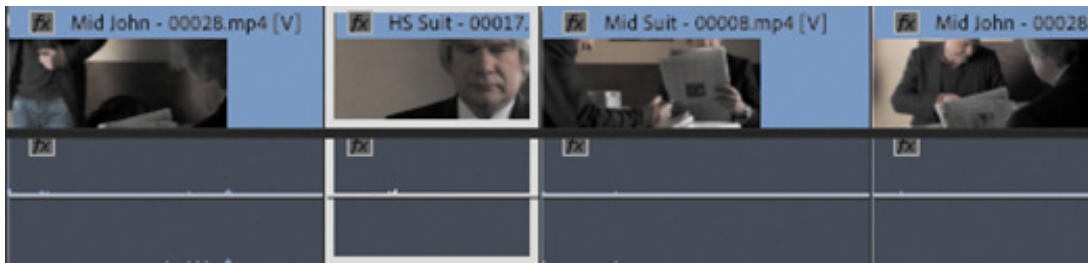 fx Mid John - 00028.mp4 [V]
fx HS Suit - 00017.
fx Mid Suit - 00008.mp4 [V]
fx Mid John - 00028
fx
fx
fx
fx